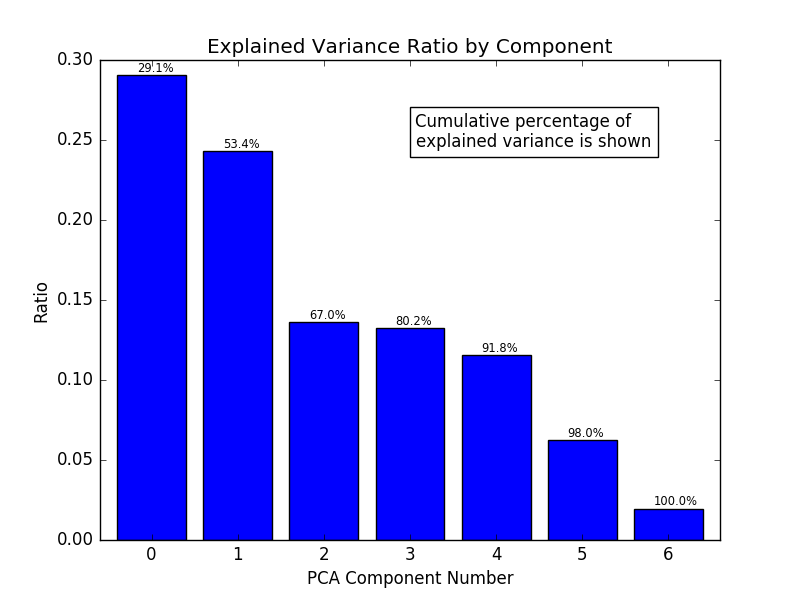 Explained Variance Ratio by Component
0.30
0.25
0.20
0.15
0.10
0.05
0.00
Ratio
29.1%
53.4%
67.0%
80.2%
91.8%
98.0%
100.0%
Cumulative percentage of
explained variance is shown
0 1 2 3 4 5 6
PCA Component Number